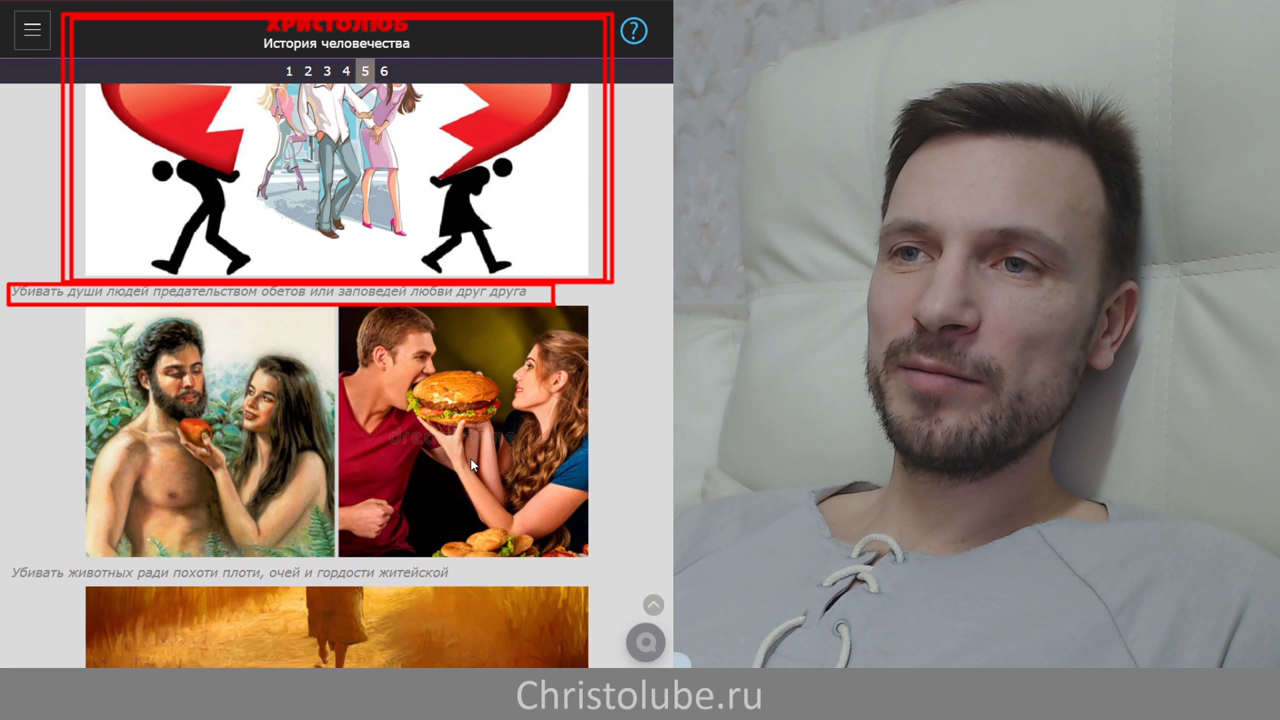 ХРИСТОЛЮБ
История человечества
1 2 3 4 5 6
Убивать души людей предательством обетов или заповедей любви друг друга
Убивать животных ради похоти плоти, очей и гордости житейской
Christolube.ru